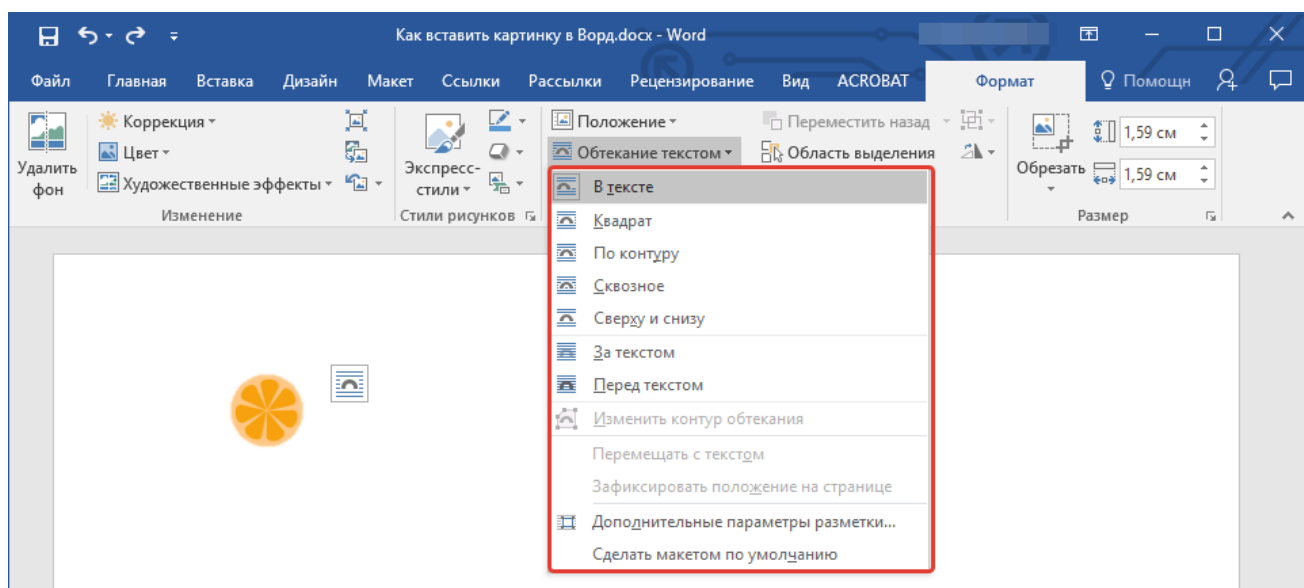 Как вставить картинку в Ворд.docx - Word
Файл Главная Вставка Дизайн Макет Ссылки Рассылки Рецензирование Вид ACROBAT Формат Помощн
Коррекция
Цвет
Художественные эффекты
Удалить
фон
Изменение
Экспресс-
стили
Стили рисунков
Положение
Обтекание текстом
Переместить назад
Область выделения
Обрезать
1,59 см
1,59 см
Размер
В тексте
Квадрат
По контуру
Сквозное
Сверху и снизу
За текстом
Перед текстом
Изменить контур обтекания
Перемещать с текстом
Зафиксировать положение на странице
Дополнительные параметры разметки...
Сделать макетом по умолчанию